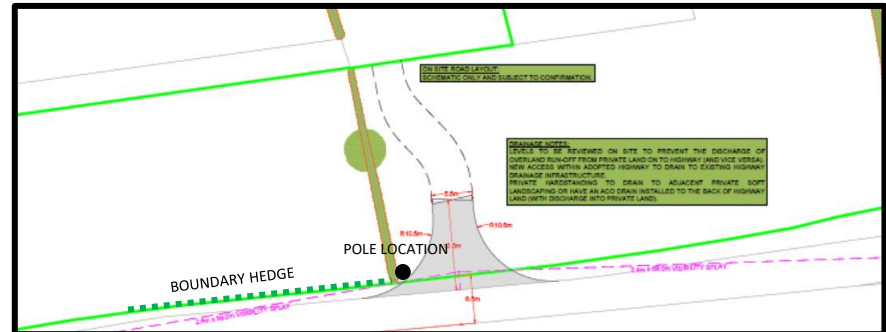 ON SITE ROAD LAYOUT:
SCHEMATIC ONLY AND SUBJECT TO CONFIRMATION.
DRAINAGE NOTES:
LEVELS TO BE REVIEWED ON SITE TO PREVENT THE DISCHARGE OF
OVERLAND RUN-OFF FROM PRIVATE LAND ON TO HIGHWAY (AND VICE VERSA).
NEW ACCESS WITHIN ADOPTED HIGHWAY TO DRAIN TO EXISTING HIGHWAY
DRAINAGE INFRASTRUCTURE.
PRIVATE HARDSTANDING TO DRAIN TO ADJACENT PRIVATE SOFT
LANDSCAPING OR HAVE AN ACO DRAIN INSTALLED TO THE BACK OF HIGHWAY
LAND (WITH DISCHARGE INTO PRIVATE LAND).
5.5m
R10.5m
R10.5m
POLE LOCATION
BOUNDARY HEDGE
VISIBILITY SPLAY
6.5m
VISIBILITY SPLAY